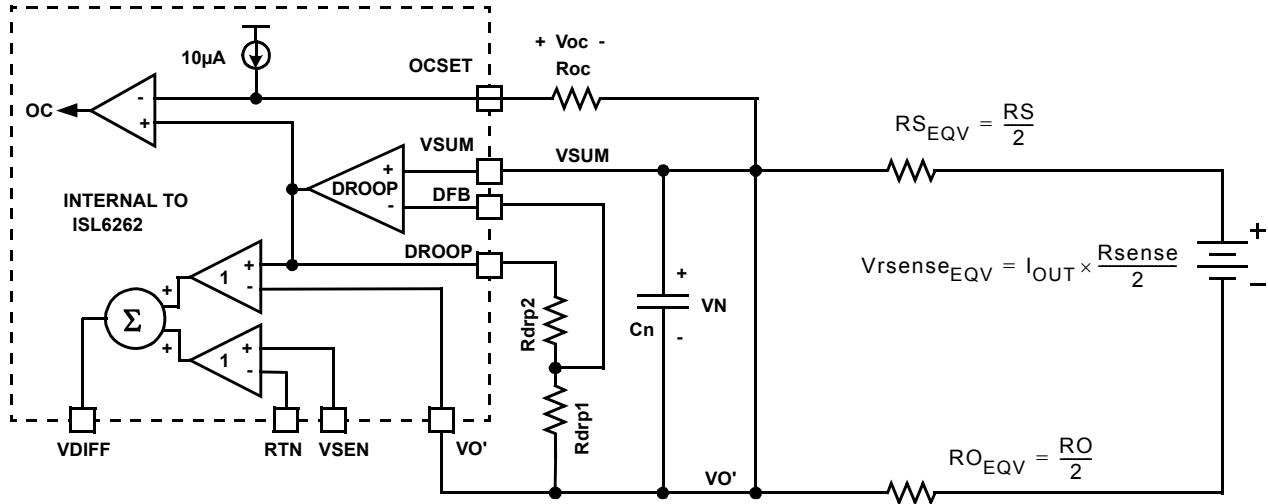 10µA
+ Voc -
OCSET
Roc
OC
-
+
VSUM
VSUM
RS_EQV = RS/2
INTERNAL TO
ISL6262
DROOP
+
-
DFB
DROOP
1
+
-
+
Σ
+
1
+
-
Rdrp2
Rdrp1
+
VN
Cn
-
Vrsense_EQV = I_OUT × Rsense/2
+
−
VDIFF
RTN
VSEN
VO'
VO'
RO_EQV = RO/2